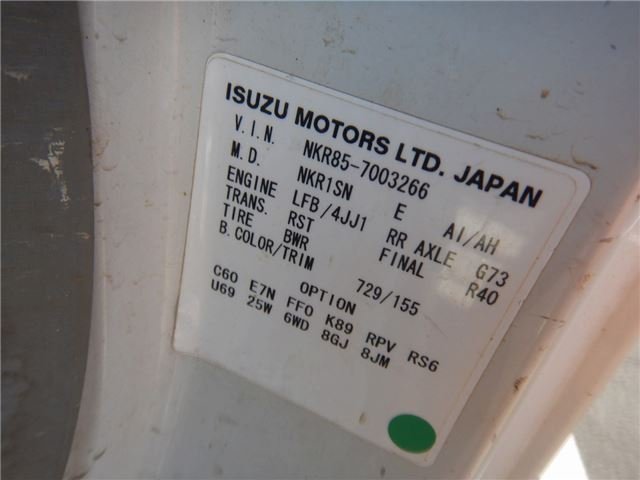 ISUZU MOTORS LTD. JAPAN
V.I.N. NKR85-7003266
M.D. NKR1SN E AI/AH
ENGINE LFB/4JJ1 RR AXLE G73
TRANS. RST FINAL R40
TIRE BWR
B.COLOR/TRIM 729/155
OPTION
C60 E7N FF0 K89 RPV RS6
U69 25W 6WD 8GJ 8JM